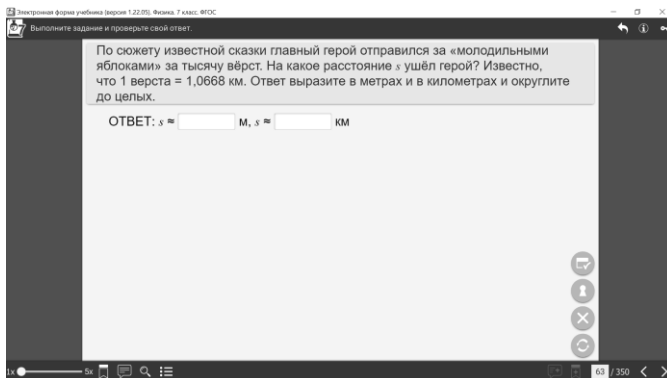 Электронная форма учебника (версия 1.22.05). Физика. 7 класс. ФГОС
Выполните задание и проверьте свой ответ.
По сюжету известной сказки главный герой отправился за «молодильными
яблоками» за тысячу вёрст. На какое расстояние s ушёл герой? Известно,
что 1 верста = 1,0668 км. Ответ выразите в метрах и в километрах и округлите
до целых.
ОТВЕТ: s ≈ м, s ≈ км
1x 5x 63 / 350